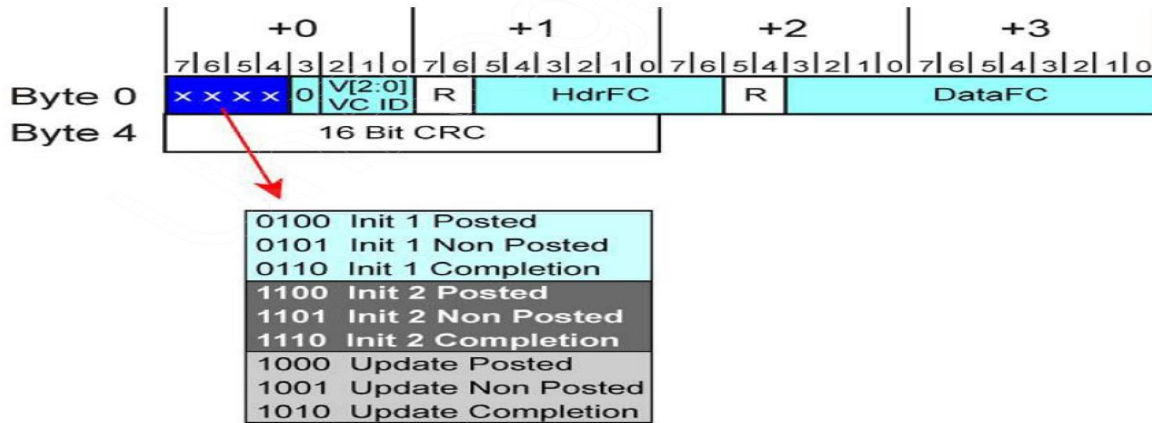 +0 +1 +2 +3
7 6 5 4 3 2 1 0 7 6 5 4 3 2 1 0 7 6 5 4 3 2 1 0 7 6 5 4 3 2 1 0
Byte 0 x x x x 0 V[2:0] VC ID R HdrFC R DataFC
Byte 4 16 Bit CRC
0100 Init 1 Posted
0101 Init 1 Non Posted
0110 Init 1 Completion
1100 Init 2 Posted
1101 Init 2 Non Posted
1110 Init 2 Completion
1000 Update Posted
1001 Update Non Posted
1010 Update Completion